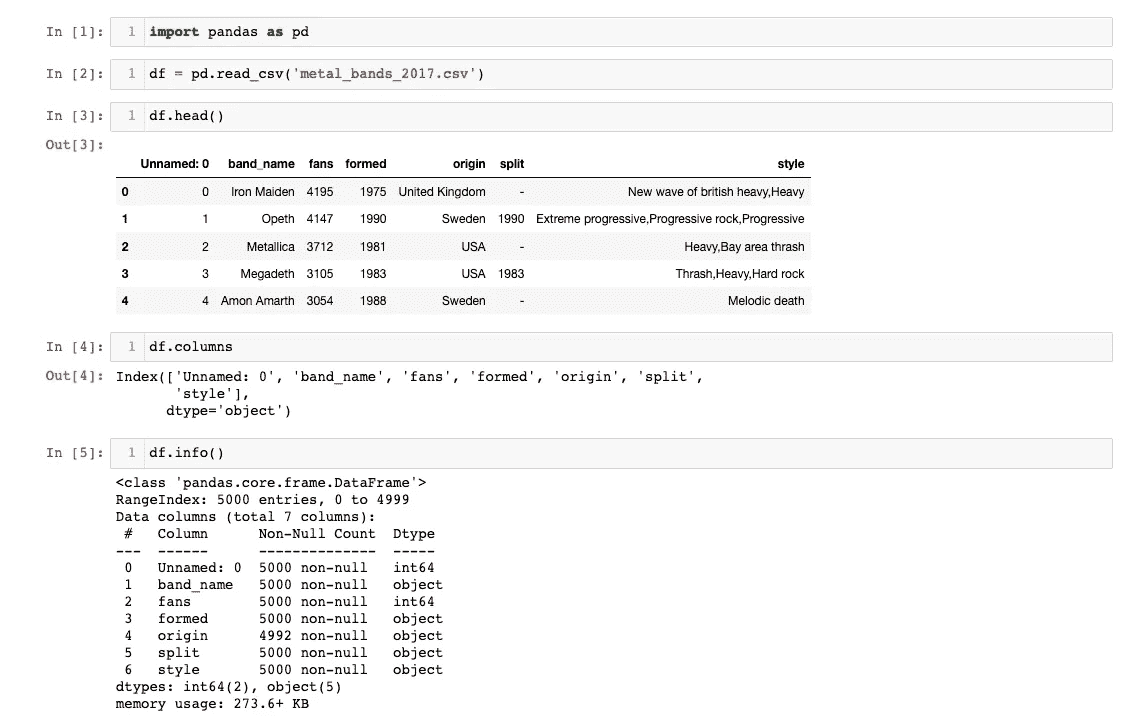 In [1]: 1 import pandas as pd
In [2]: 1 df = pd.read_csv('metal_bands_2017.csv')
In [3]: 1 df.head()
Out[3]:
Unnamed: 0 band_name fans formed origin split style
0 0 Iron Maiden 4195 1975 United Kingdom - New wave of british heavy,Heavy
1 1 Opeth 4147 1990 Sweden 1990 Extreme progressive,Progressive rock,Progressive
2 2 Metallica 3712 1981 USA - Heavy,Bay area thrash
3 3 Megadeth 3105 1983 USA 1983 Thrash,Heavy,Hard rock
4 4 Amon Amarth 3054 1988 Sweden - Melodic death
In [4]: 1 df.columns
Out[4]: Index(['Unnamed: 0', 'band_name', 'fans', 'formed', 'origin', 'split',
'style'],
dtype='object')
In [5]: 1 df.info()
<class 'pandas.core.frame.DataFrame'>
RangeIndex: 5000 entries, 0 to 4999
Data columns (total 7 columns):
# Column Non-Null Count Dtype
--- ------ -------------- -----
0 Unnamed: 0 5000 non-null int64
1 band_name 5000 non-null object
2 fans 5000 non-null int64
3 formed 5000 non-null object
4 origin 4992 non-null object
5 split 5000 non-null object
6 style 5000 non-null object
dtypes: int64(2), object(5)
memory usage: 273.6+ KB